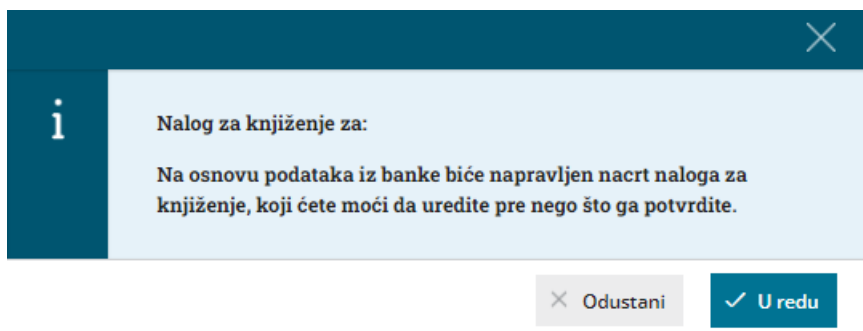 Nalog za knjiženje za:
Na osnovu podataka iz banke biće napravljen nacrt naloga za
knjiženje, koji ćete moći da uredite pre nego što ga potvrdite.
Odustani
U redu